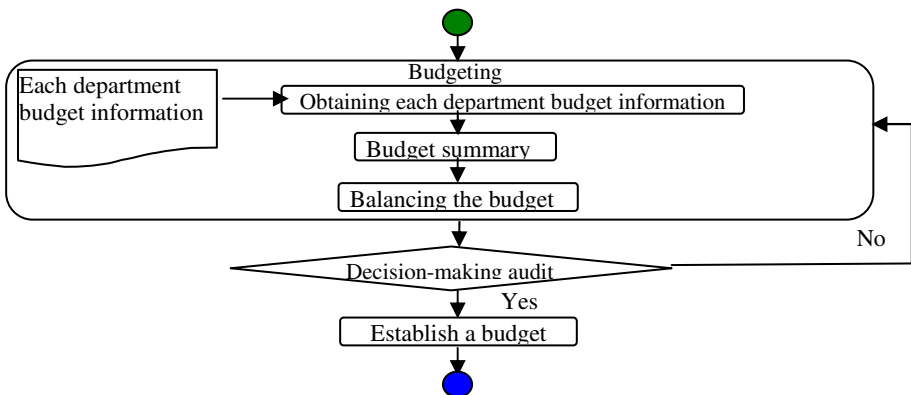 Budgeting
Each department
budget information
Obtaining each department budget information
Budget summary
Balancing the budget
No
Decision-making audit
Yes
Establish a budget